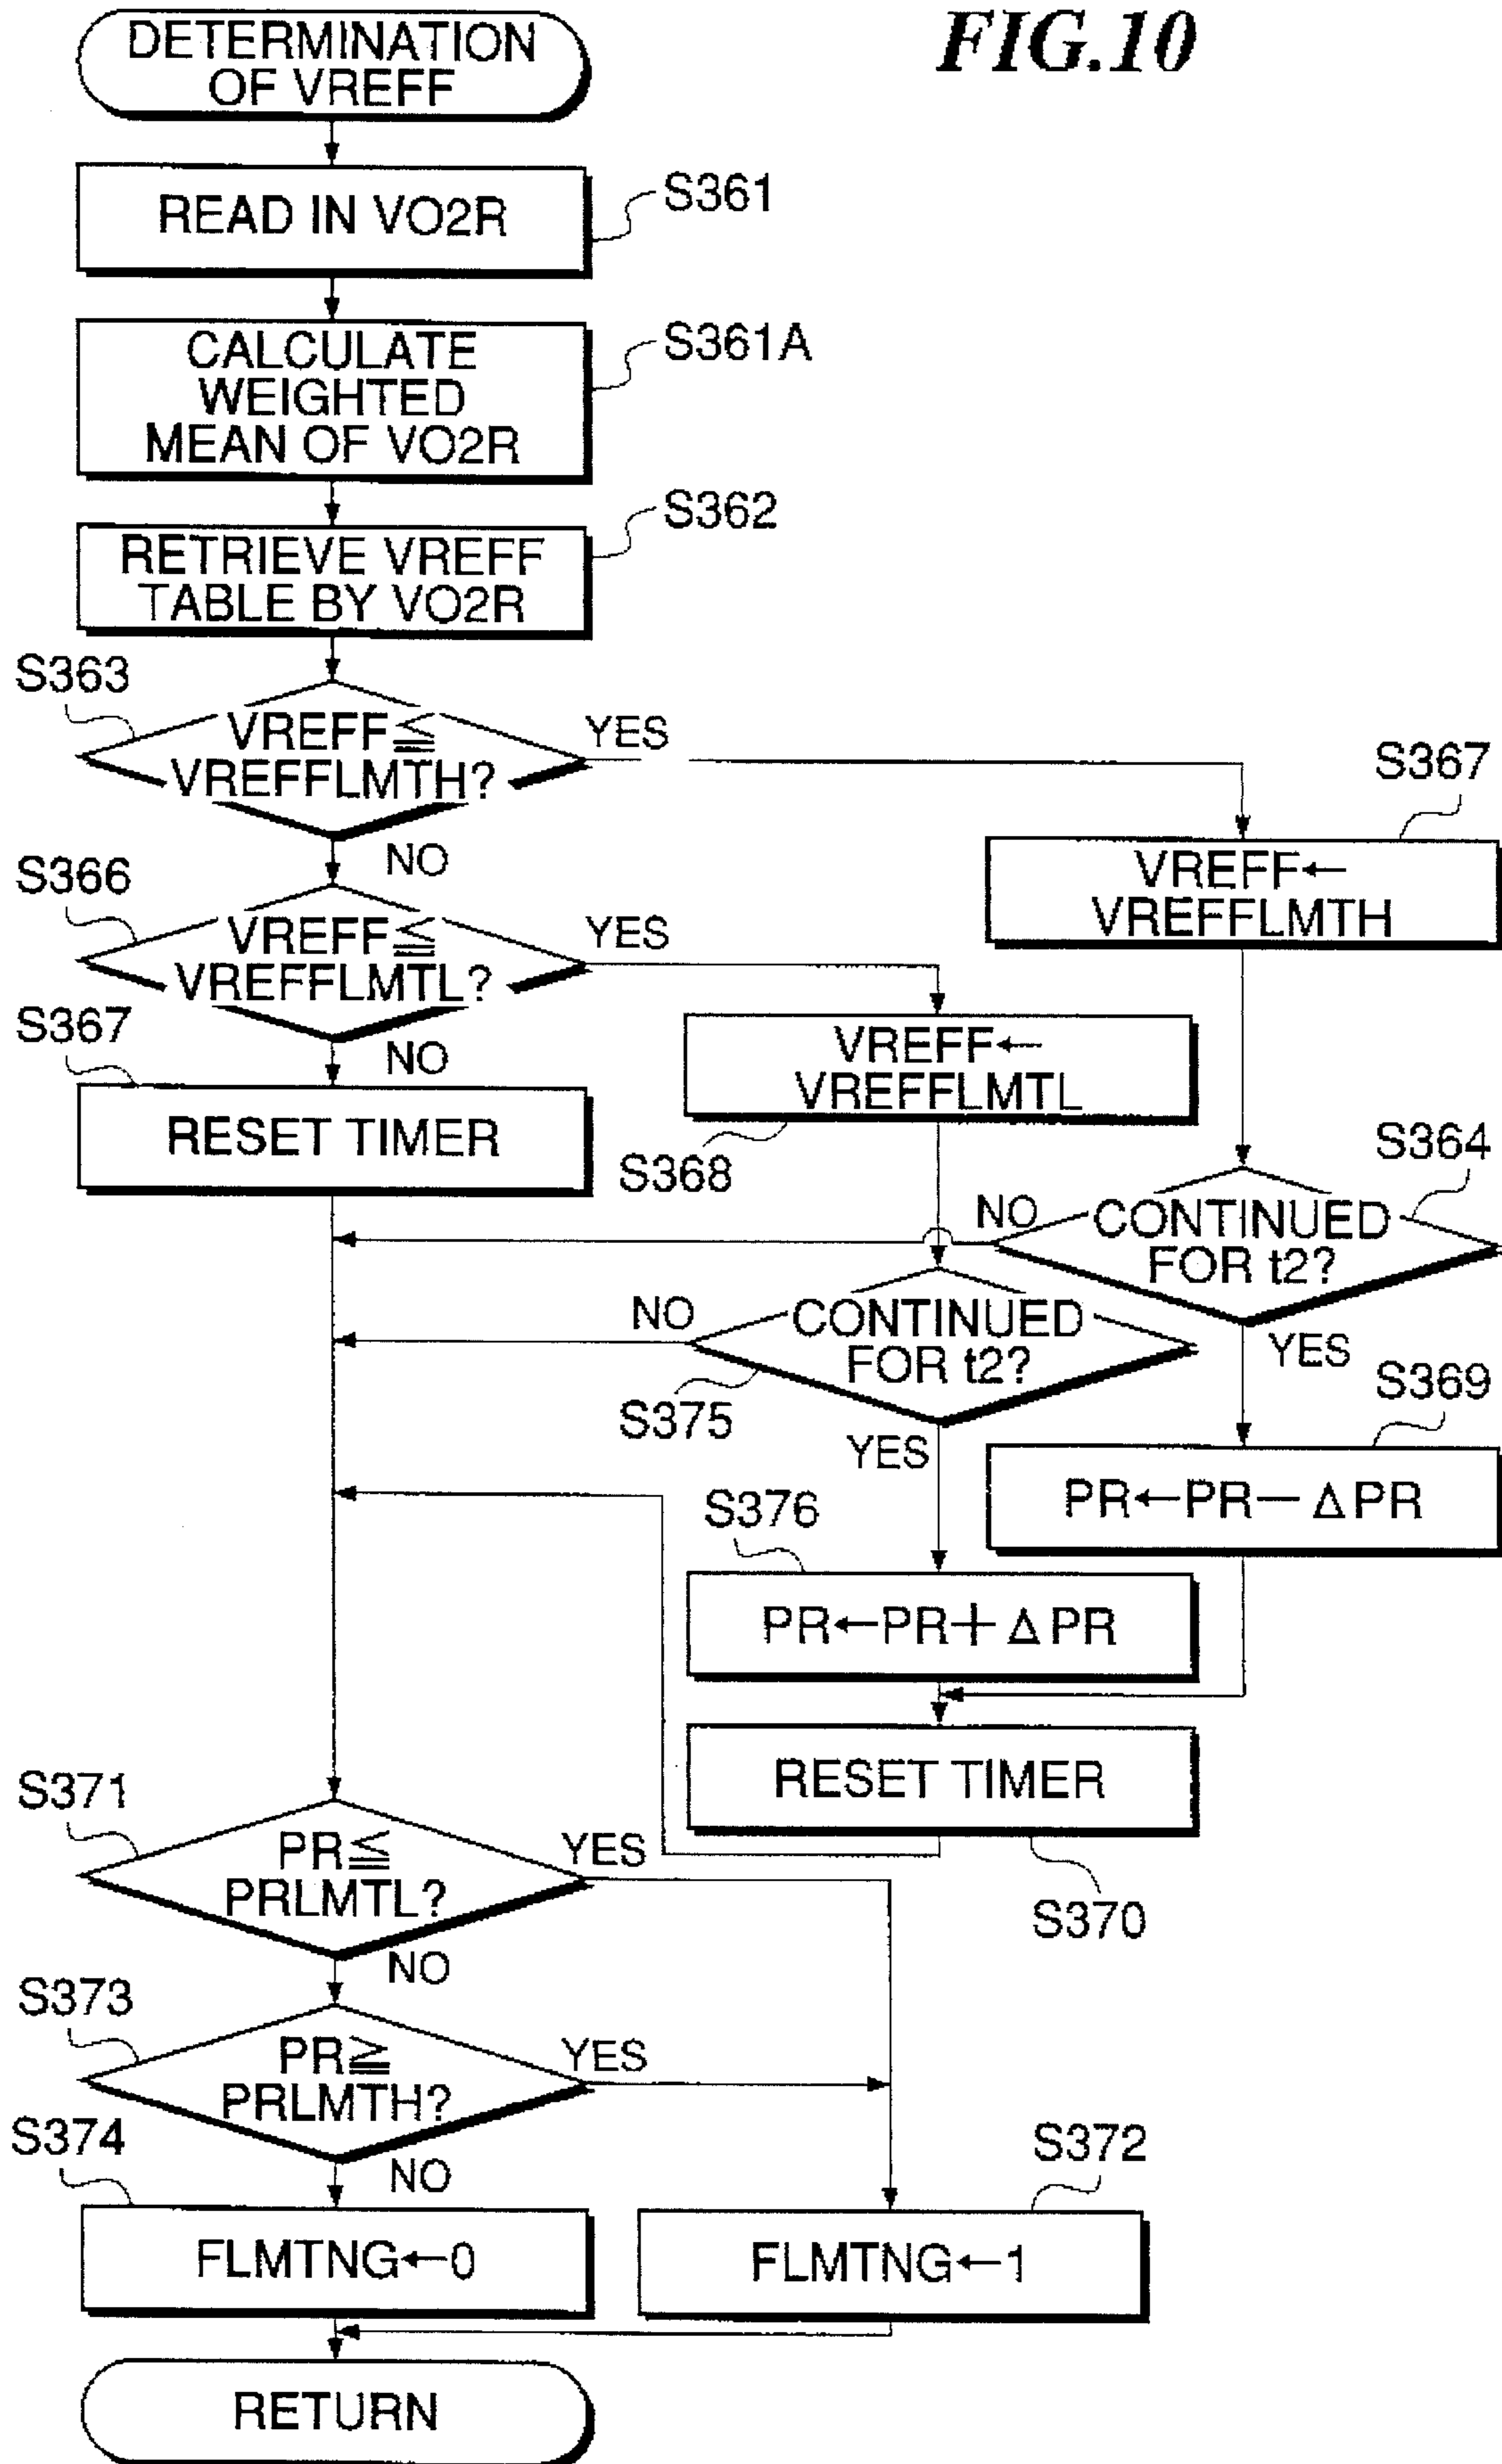 FIG.10
DETERMINATION
OF VREFF
READ IN VO2R
S361
CALCULATE
WEIGHTED
MEAN OF VO2R
S361A
RETRIEVE VREFF
TABLE BY VO2R
S362
S363
VREFF≦
VREFFLMTH?
YES
NO
S367
VREFF←
VREFFLMTH
S366
VREFF≦
VREFFLMTL?
YES
NO
S367
RESET TIMER
VREFF←
VREFFLMTL
S368
S364
CONTINUED
FOR t2?
NO
YES
CONTINUED
FOR t2?
NO
S375
YES
S369
PR←PR— ΔPR
S376
PR←PR+ ΔPR
RESET TIMER
S370
S371
PR≦
PRLMTL?
YES
NO
S373
PR≧
PRLMTH?
YES
NO
S374
FLMTNG←0
S372
FLMTNG←1
RETURN